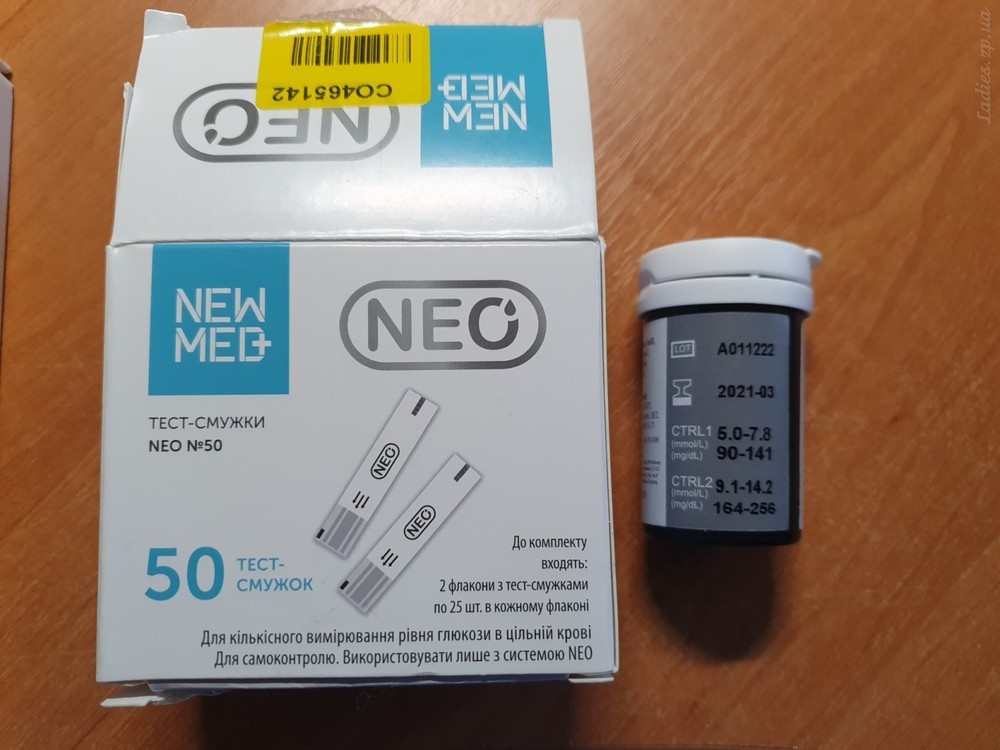 CO465142
NEO
NEW
MED
NEW
MED
NEO
ТЕСТ-СМУЖКИ
NEO №50
50 ТЕСТ-
СМУЖОК
NEO
NEO
До комплекту
входять:
2 флакони з тест-смужками
по 25 шт. в кожному флаконі
Для кількісного вимірювання рівня глюкози в цільній крові
Для самоконтролю. Використовувати лише з системою NEO
LOT A011222
2021-03
CTRL1 5.0-7.8
(mmol/L)
(mg/dL) 90-141
CTRL2 9.1-14.2
(mmol/L)
(mg/dL) 164-256
Ladies.zp.ua